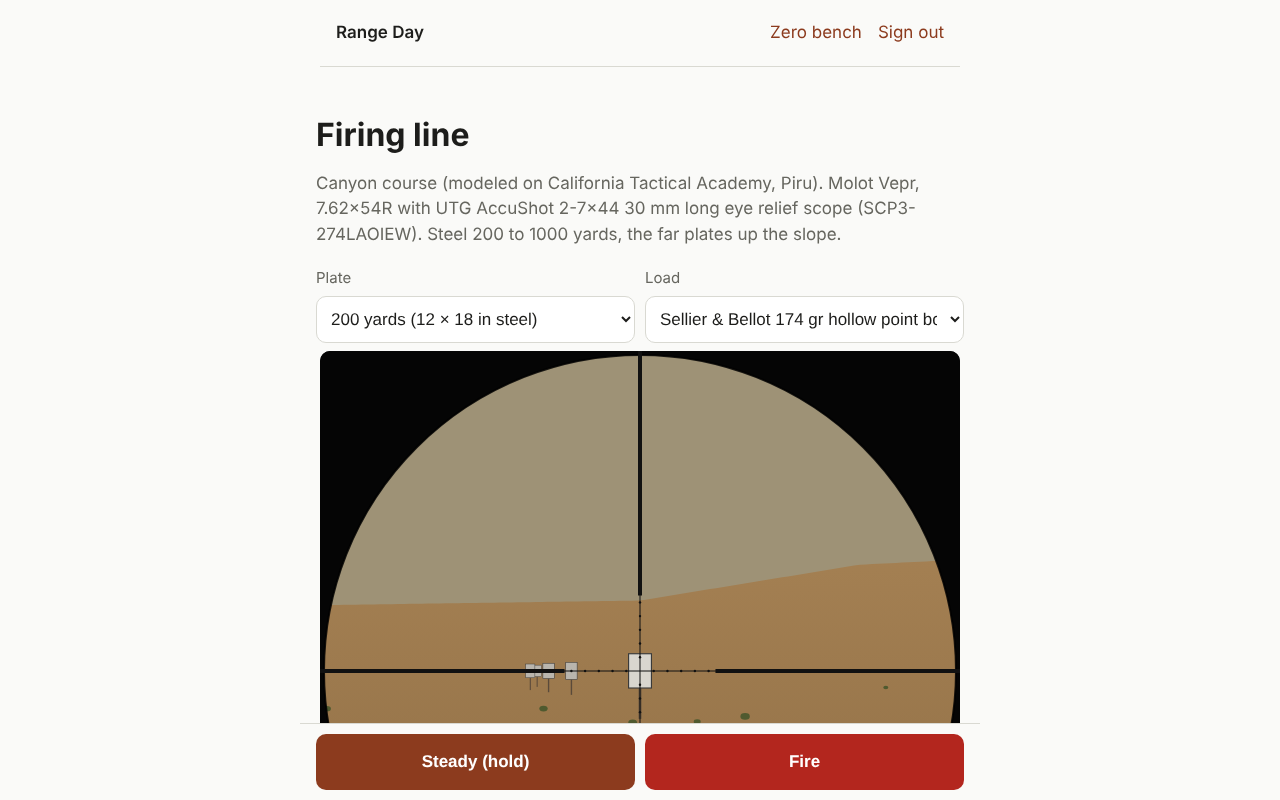 Range Day
Zero bench
Sign out
Firing line
Canyon course (modeled on California Tactical Academy, Piru). Molot Vepr,
7.62×54R with UTG AccuShot 2-7×44 30 mm long eye relief scope (SCP3-
274LAOIEW). Steel 200 to 1000 yards, the far plates up the slope.
Plate
Load
200 yards (12 × 18 in steel)
Sellier & Bellot 174 gr hollow point
Steady (hold)
Fire